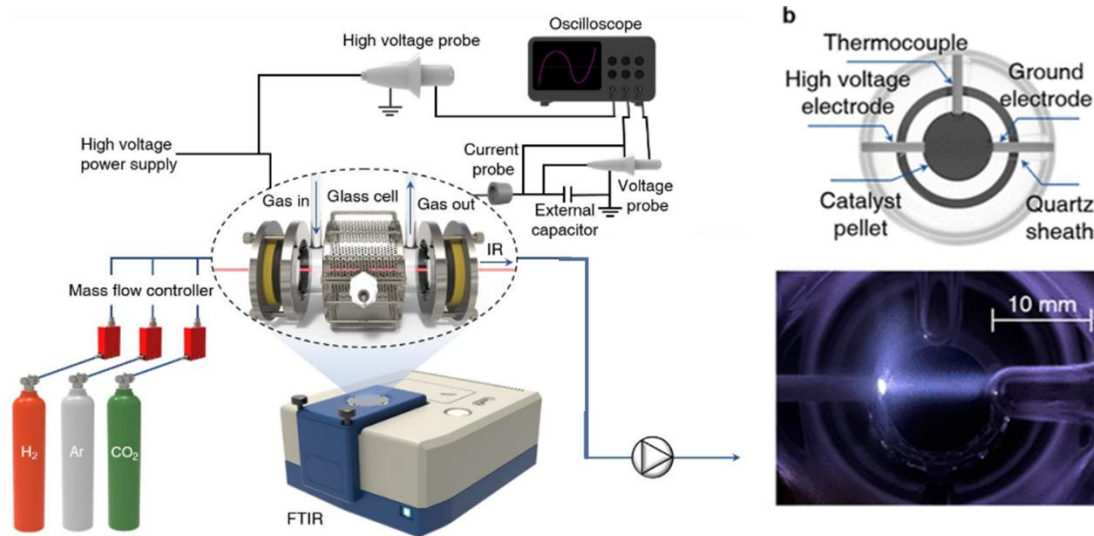 Oscilloscope
High voltage probe
High voltage
power supply
Current
probe
Gas in
Glass cell
Gas out
External
capacitor
Voltage
probe
IR
Mass flow controller
H2
Ar
CO2
FTIR
b
Thermocouple
High voltage
electrode
Ground
electrode
Catalyst
pellet
Quartz
sheath
10 mm